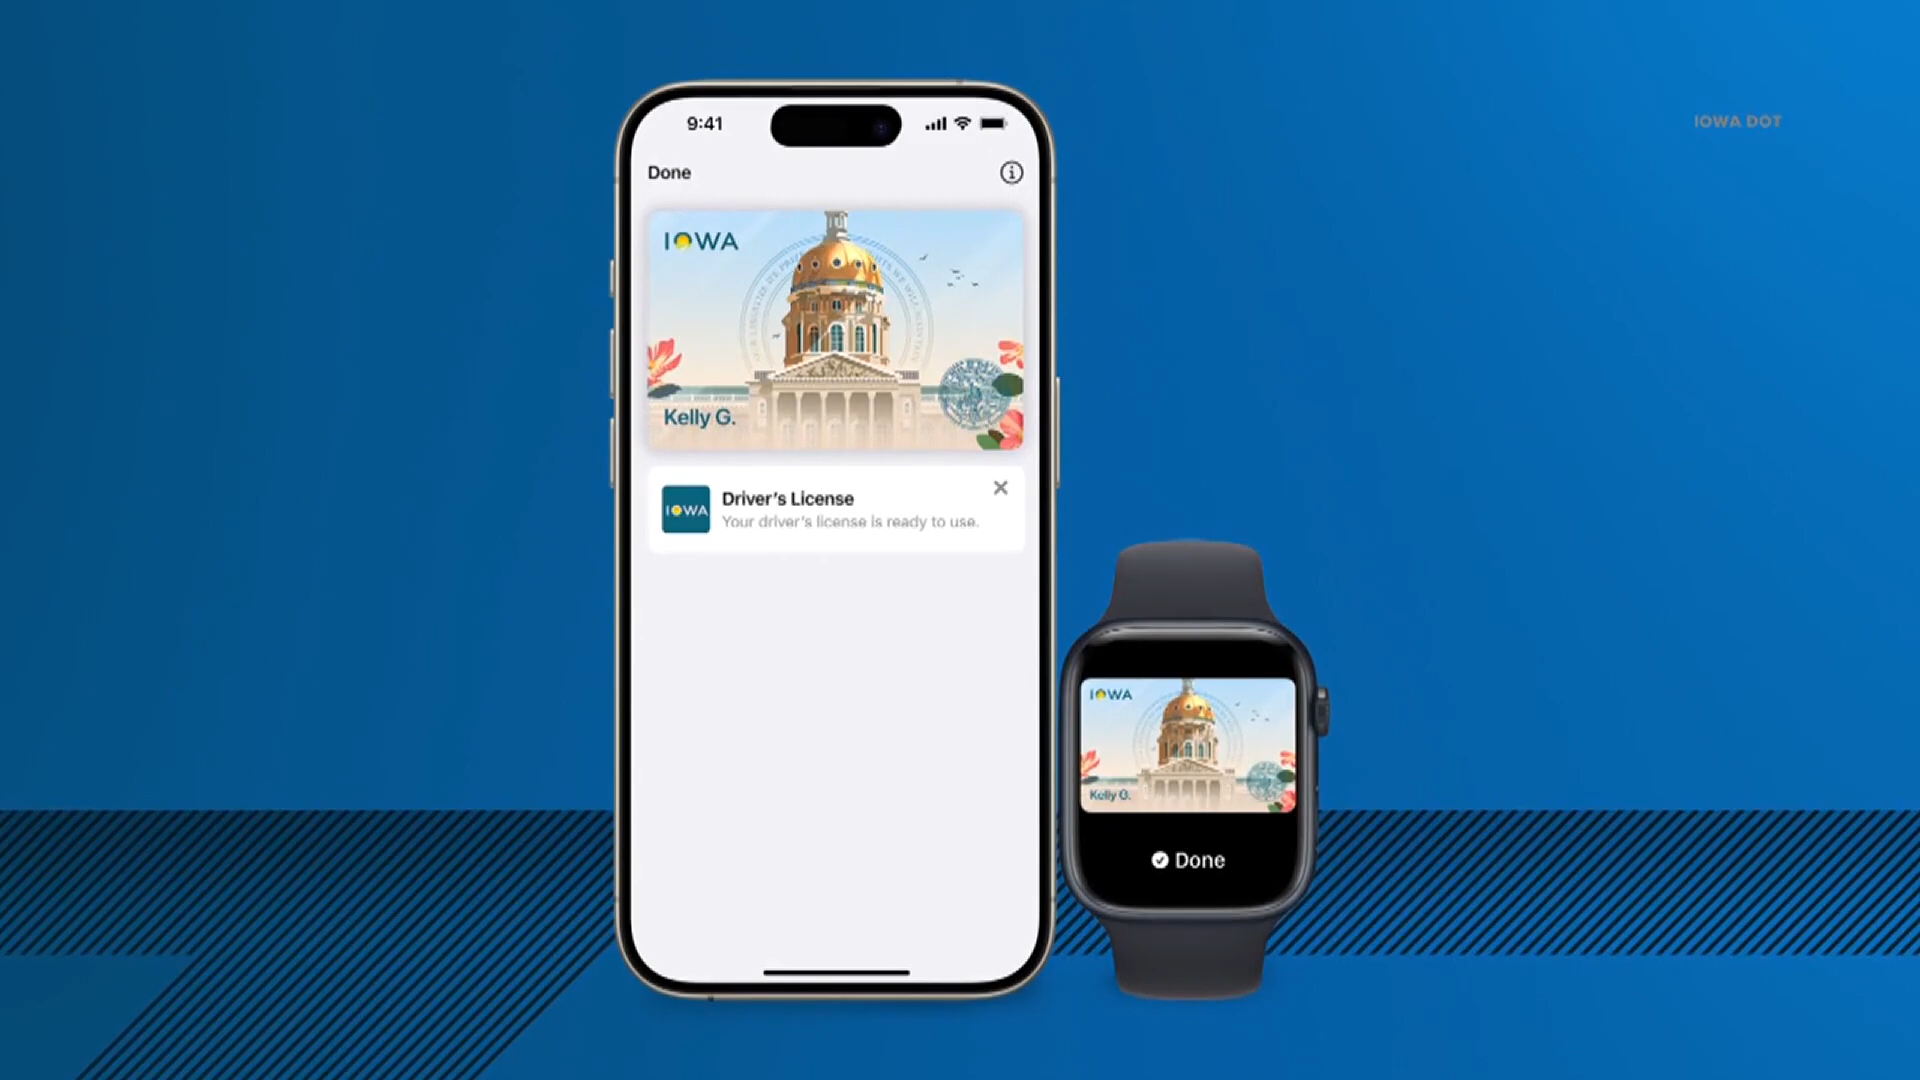 IOWA DOT
9:41
Done
IOWA
Kelly G.
IOWA
Driver's License
Your driver's license is ready to use.
IOWA
Kelly G.
Done